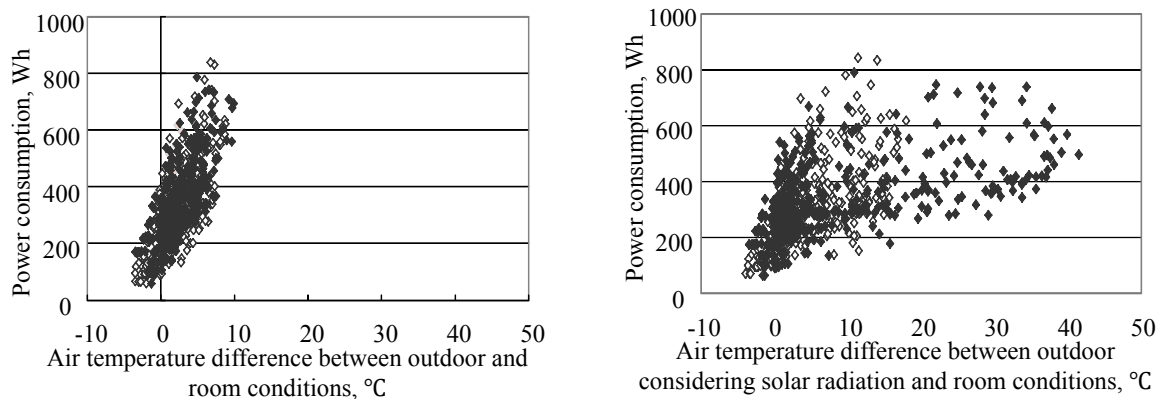 1000
800
600
400
200
0
Power consumption, Wh
-10 0 10 20 30 40 50
Air temperature difference between outdoor and
room conditions, ℃
1000
800
600
400
200
0
Power consumption, Wh
-10 0 10 20 30 40 50
Air temperature difference between outdoor
considering solar radiation and room conditions, ℃